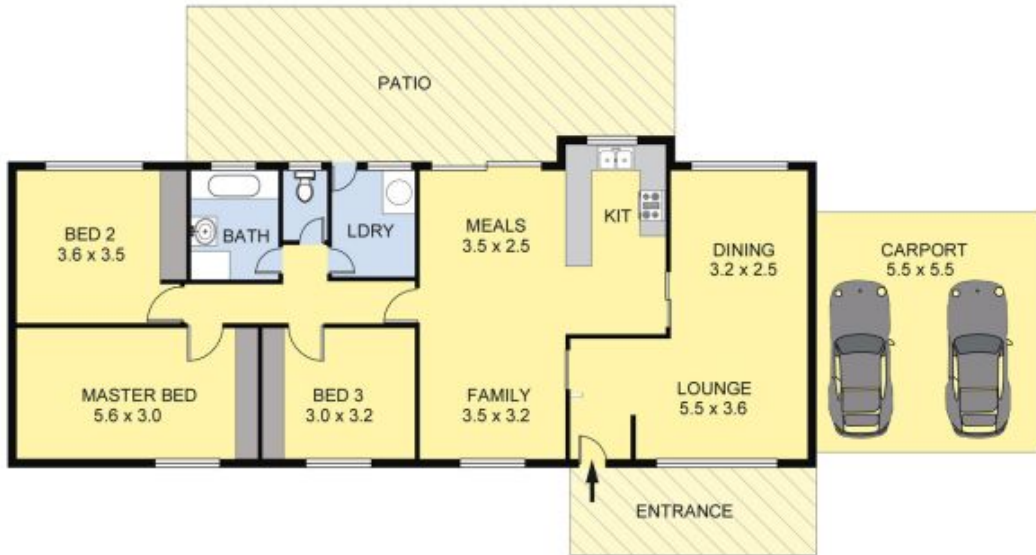 PATIO
BED 2
3.6 x 3.5
BATH
LDRY
MEALS
3.5 x 2.5
KIT
DINING
3.2 x 2.5
CARPORT
5.5 x 5.5
MASTER BED
5.6 x 3.0
BED 3
3.0 x 3.2
FAMILY
3.5 x 3.2
LOUNGE
5.5 x 3.6
ENTRANCE